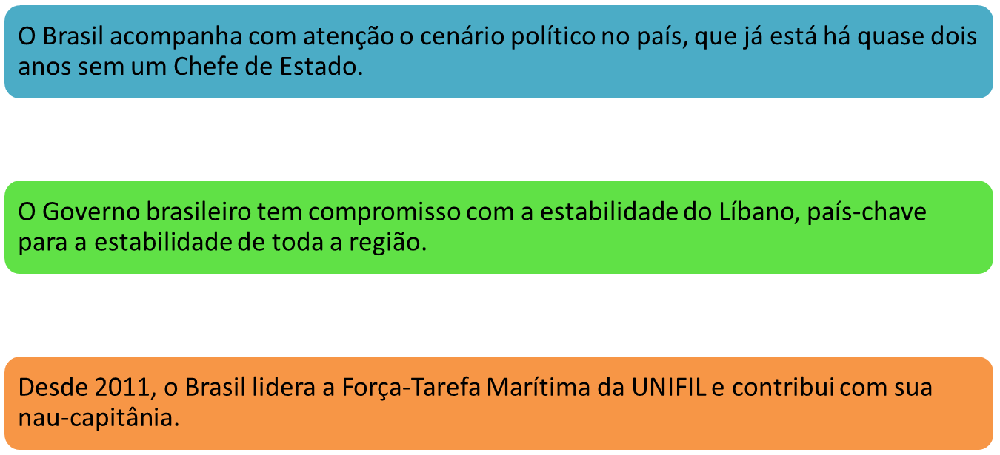 O Brasil acompanha com atenção o cenário político no país, que já está há quase dois
anos sem um Chefe de Estado.
O Governo brasileiro tem compromisso com a estabilidade do Líbano, país-chave
para a estabilidade de toda a região.
Desde 2011, o Brasil lidera a Força-Tarefa Marítima da UNIFIL e contribui com sua
nau-capitânia.